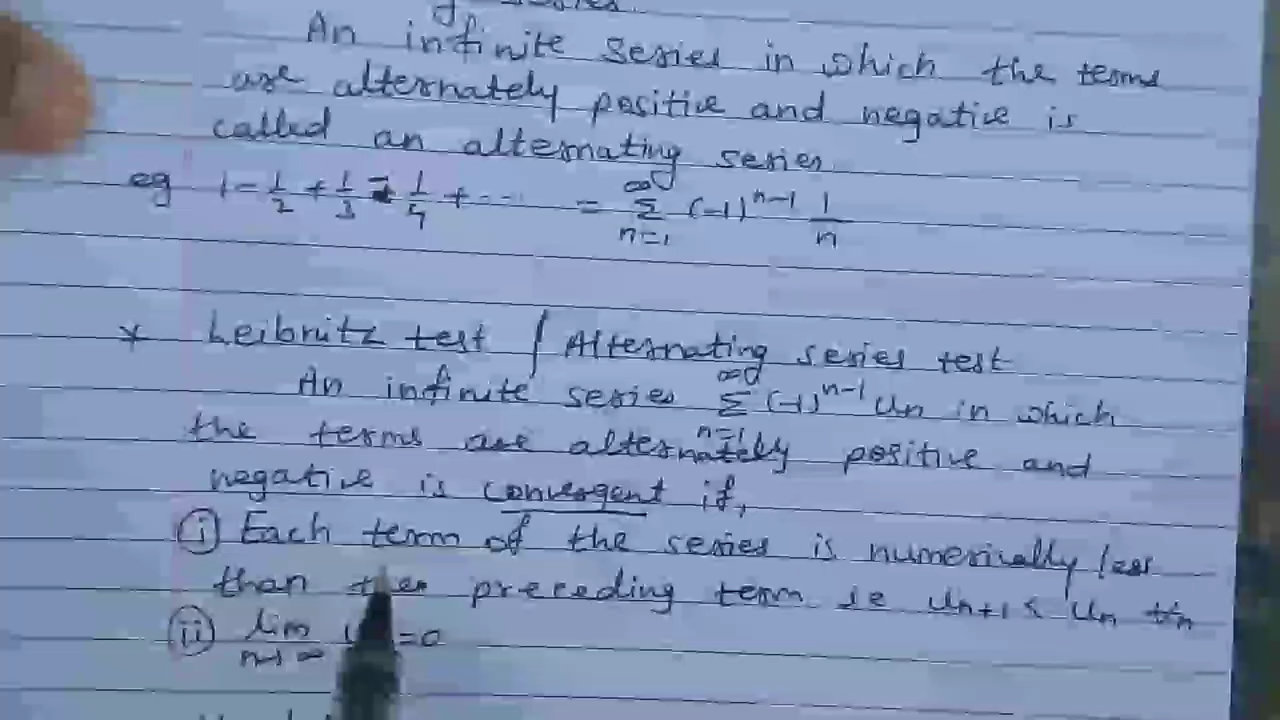 An infinite series in which the terms
are alternately positive and negative is
called an alternating series
eg 1 - 1/2 + 1/3 - 1/4 + ... = ∞Σn=1 (-1)^n-1 1/n
* Leibnitz test / Alternating series test
An infinite series ∞Σn=1 (-1)^n-1 un in which
the terms are alternately positive and
negative is convergent if,
(i) Each term of the series is numerically less
than the preceding term ie un+1 < un ∀n
(ii) lim n→∞ =0